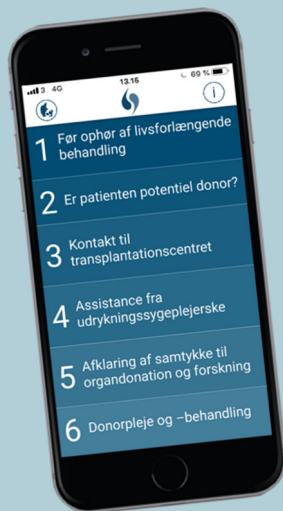 3 4G 13.15 69 %
i
1 Før ophør af livsforlængende
behandling
2 Er patienten potentiel donor?
3 Kontakt til
transplantationscentret
4 Assistance fra
udrykningssygeplejerske
5 Afklaring af samtykke til
organdonation og forskning
6 Donorpleje og –behandling